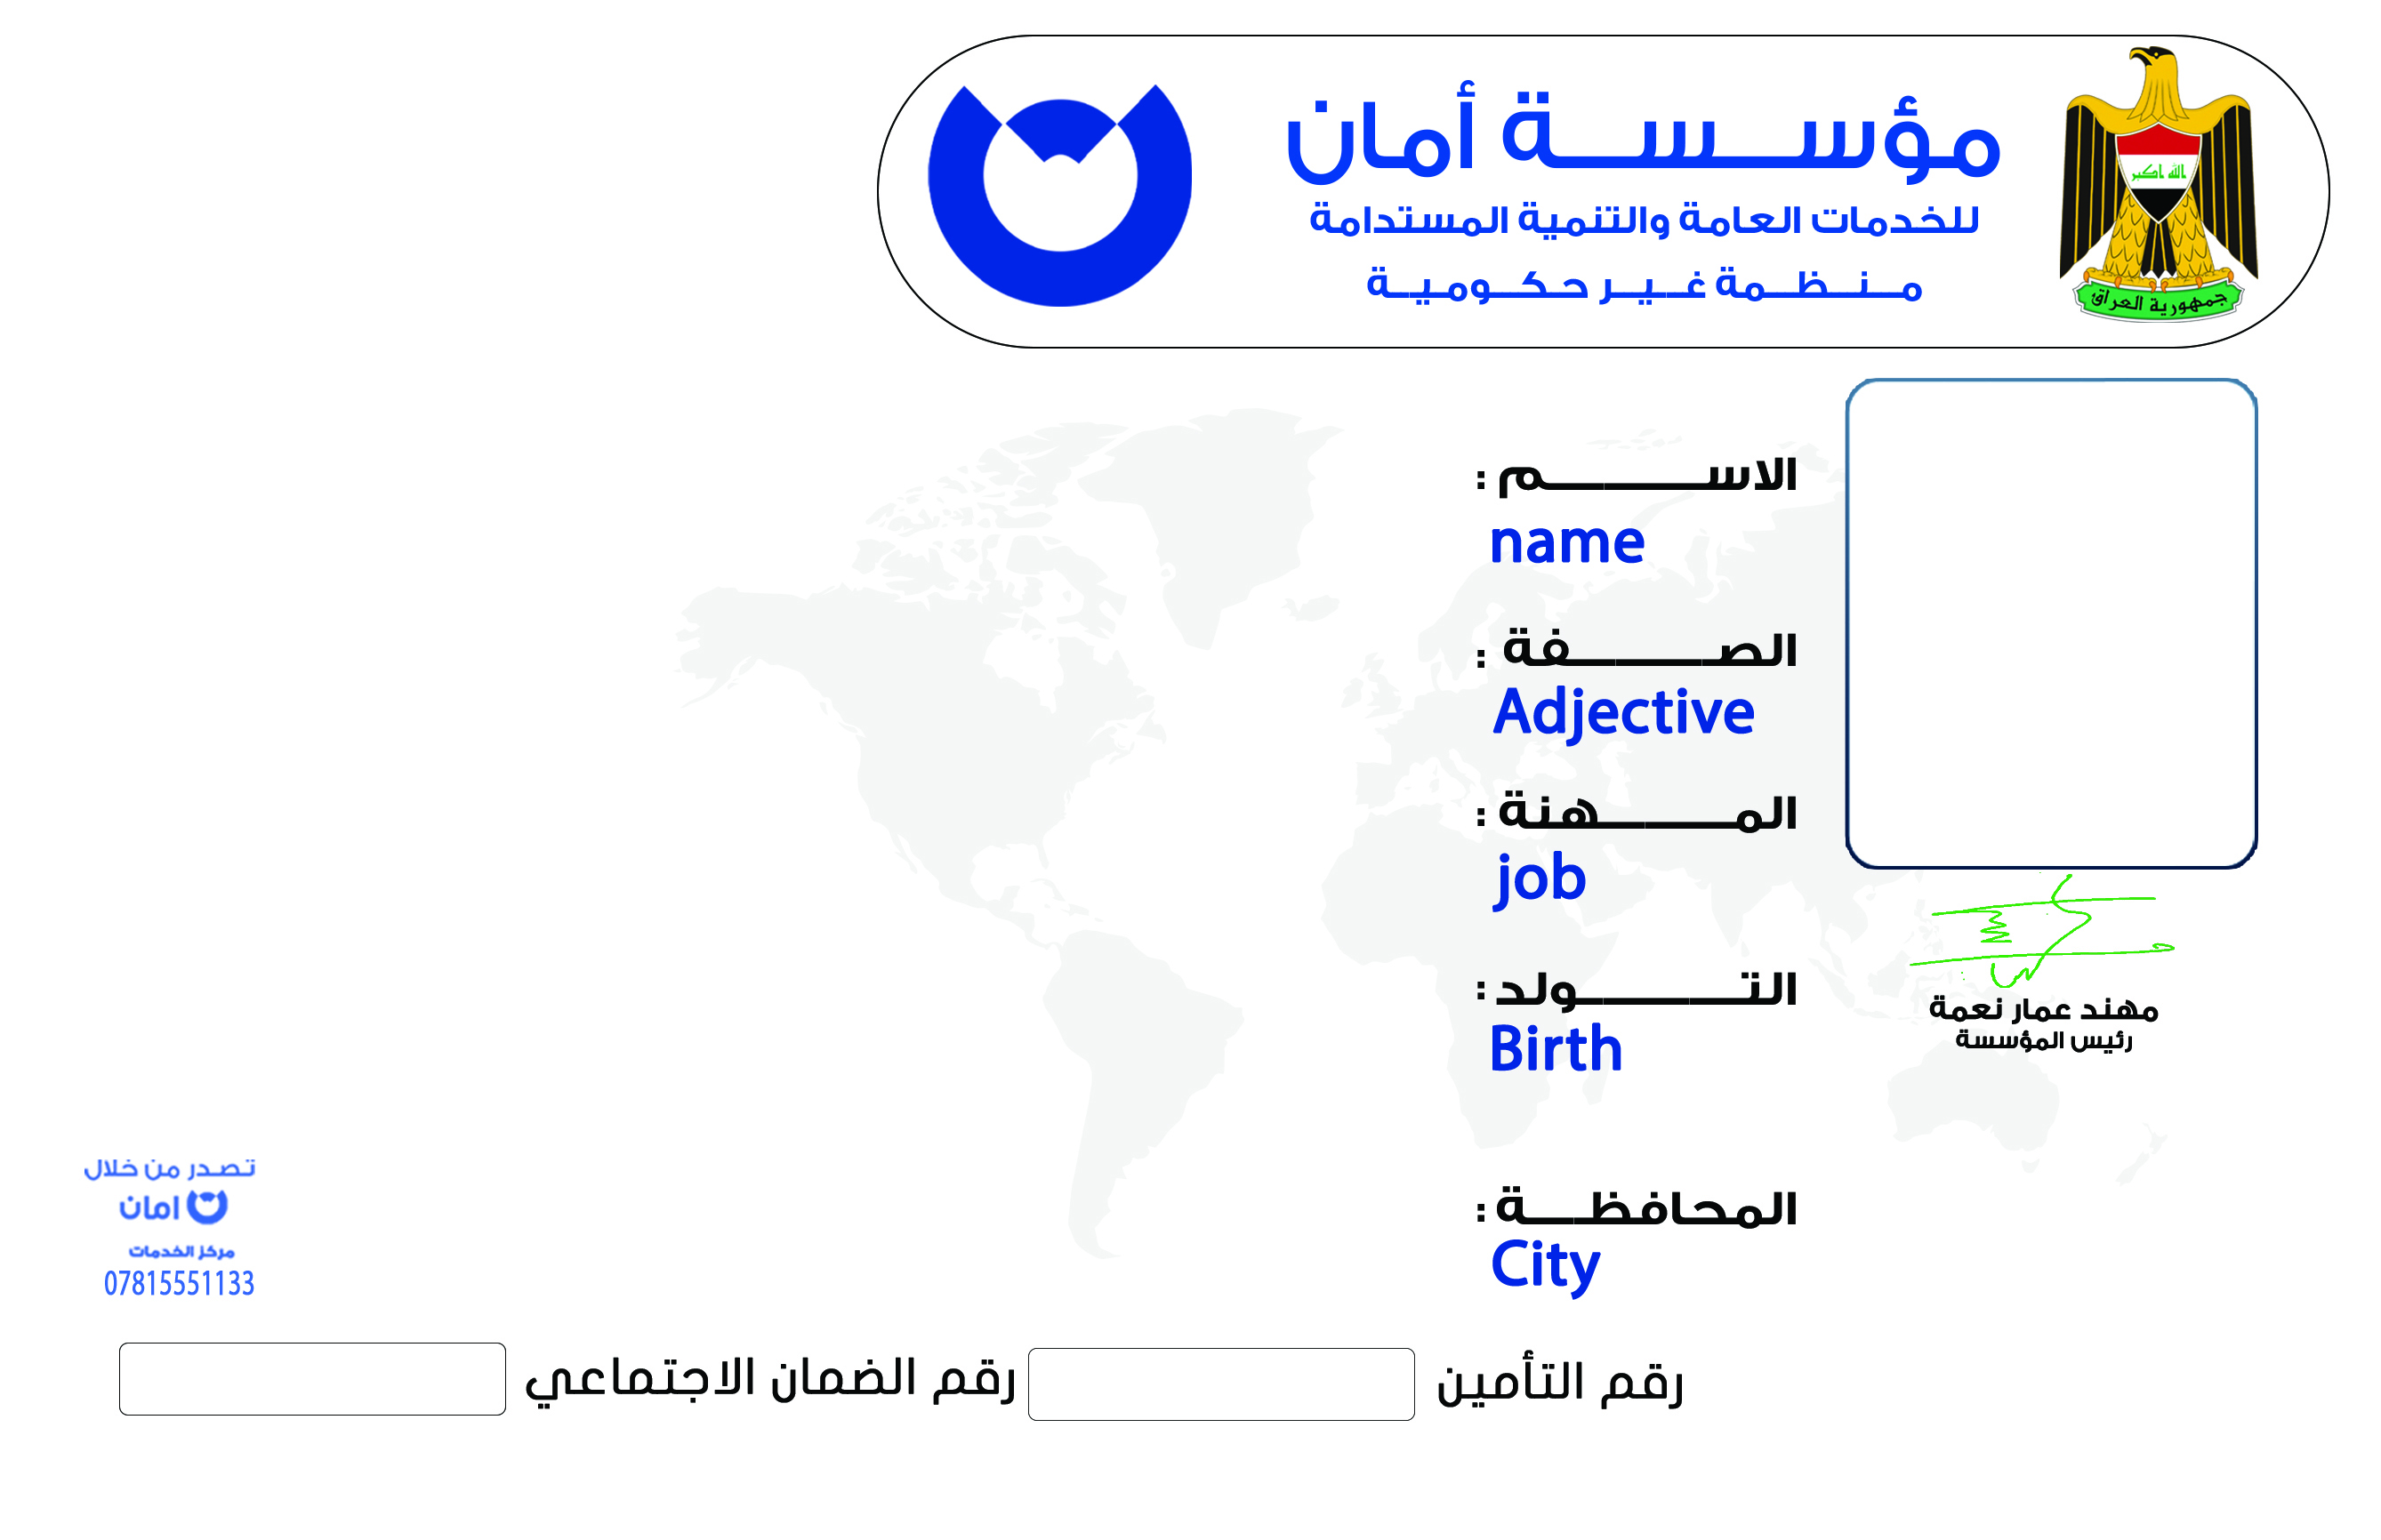 مؤسسة أمان
للخدمات العامة والتنمية المستدامة
منظمة غير حكومية
الله اكبر
جمهورية العراق
الاسم :
name
الصفة :
Adjective
المهنة :
job
التولد :
Birth
المحافظة :
City
مهند عمار نعمة
رئيس المؤسسة
تصدر من خلال
امان
مركز الخدمات
07815551133
رقم التأمين
رقم الضمان الاجتماعي